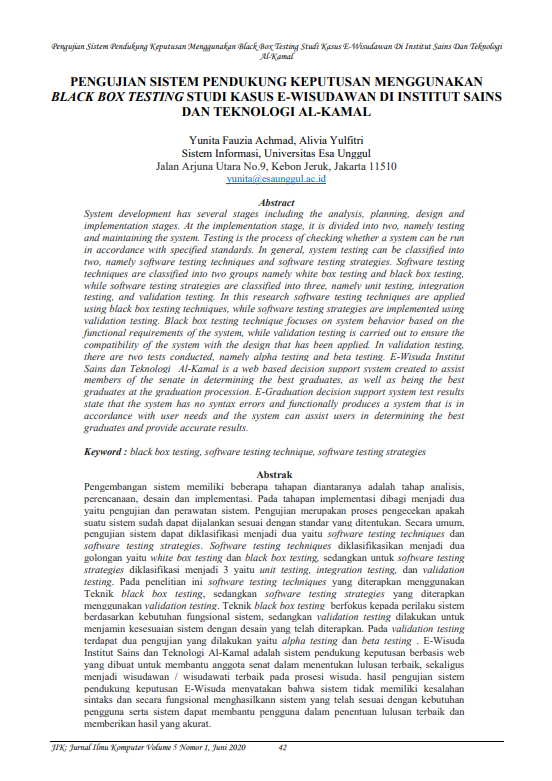 Pengujian Sistem Pendukung Keputusan Menggunakan Black Box Testing Studi Kasus E-Wisudawan Di Institut Sains Dan Teknologi
Al-Kamal
PENGUJIAN SISTEM PENDUKUNG KEPUTUSAN MENGGUNAKAN
BLACK BOX TESTING STUDI KASUS E-WISUDAWAN DI INSTITUT SAINS
DAN TEKNOLOGI AL-KAMAL
Yunita Fauzia Achmad, Alivia Yulfitri
Sistem Informasi, Universitas Esa Unggul
Jalan Arjuna Utara No.9, Kebon Jeruk, Jakarta 11510
yunita@esaunggul.ac.id
Abstract
System development has several stages including the analysis, planning, design and
implementation stages. At the implementation stage, it is divided into two, namely testing
and maintaining the system. Testing is the process of checking whether a system can be run
in accordance with specified standards. In general, system testing can be classified into
two, namely software testing techniques and software testing strategies. Software testing
techniques are classified into two groups namely white box testing and black box testing,
while software testing strategies are classified into three, namely unit testing, integration
testing, and validation testing. In this research software testing techniques are applied
using black box testing techniques, while software testing strategies are implemented using
validation testing. Black box testing technique focuses on system behavior based on the
functional requirements of the system, while validation testing is carried out to ensure the
compatibility of the system with the design that has been applied. In validation testing,
there are two tests conducted, namely alpha testing and beta testing. E-Wisuda Institut
Sains dan Teknologi Al-Kamal is a web based decision support system created to assist
members of the senate in determining the best graduates, as well as being the best
graduates at the graduation procession. E-Graduation decision support system test results
state that the system has no syntax errors and functionally produces a system that is in
accordance with user needs and the system can assist users in determining the best
graduates and provide accurate results.
Keyword : black box testing, software testing technique, software testing strategies
Abstrak
Pengembangan sistem memiliki beberapa tahapan diantaranya adalah tahap analisis,
perencanaan, desain dan implementasi. Pada tahapan implementasi dibagi menjadi dua
yaitu pengujian dan perawatan sistem. Pengujian merupakan proses pengecekan apakah
suatu sistem sudah dapat dijalankan sesuai dengan standar yang ditentukan. Secara umum,
pengujian sistem dapat diklasifikasi menjadi dua yaitu software testing techniques dan
software testing strategies. Software testing techniques diklasifikasikan menjadi dua
golongan yaitu white box testing dan black box testing, sedangkan untuk software testing
strategies diklasifikasi menjadi 3 yaitu unit testing, integration testing, dan validation
testing. Pada penelitian ini software testing techniques yang diterapkan menggunakan
Teknik black box testing, sedangkan software testing strategies yang diterapkan
menggunakan validation testing. Teknik black box testing berfokus kepada perilaku sistem
berdasarkan kebutuhan fungsional sistem, sedangkan validation testing dilakukan untuk
menjamin kesesuaian sistem dengan desain yang telah diterapkan. Pada validation testing
terdapat dua pengujian yang dilakukan yaitu alpha testing dan beta testing . E-Wisuda
Institut Sains dan Teknologi Al-Kamal adalah sistem pendukung keputusan berbasis web
yang dibuat untuk membantu anggota senat dalam menentukan lulusan terbaik, sekaligus
menjadi wisudawan / wisudawati terbaik pada prosesi wisuda. hasil pengujian sistem
pendukung keputusan E-Wisuda menyatakan bahwa sistem tidak memiliki kesalahan
sintaks dan secara fungsional menghasilkann sistem yang telah sesuai dengan kebutuhan
pengguna serta sistem dapat membantu pengguna dalam penentuan lulusan terbaik dan
memberikan hasil yang akurat.
JIK: Jurnal Ilmu Komputer Volume 5 Nomor 1, Juni 2020 42